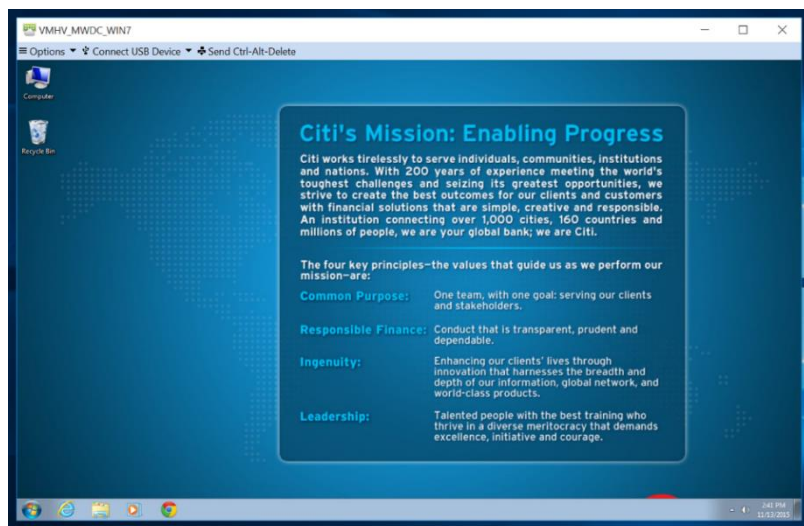 VMHV_MWDC_WIN7
Options Connect USB Device Send Ctrl-Alt-Delete
Computer
Recycle Bin
Citi's Mission: Enabling Progress
Citi works tirelessly to serve individuals, communities, institutions
and nations. With 200 years of experience meeting the world's
toughest challenges and seizing its greatest opportunities, we
strive to create the best outcomes for our clients and customers
with financial solutions that are simple, creative and responsible.
An institution connecting over 1,000 cities, 160 countries and
millions of people, we are your global bank; we are Citi.
The four key principles—the values that guide us as we perform our
mission—are:
Common Purpose: One team, with one goal: serving our clients
and stakeholders.
Responsible Finance: Conduct that is transparent, prudent and
dependable.
Ingenuity: Enhancing our clients' lives through
innovation that harnesses the breadth and
depth of our information, global network, and
world-class products.
Leadership: Talented people with the best training who
thrive in a diverse meritocracy that demands
excellence, initiative and courage.
2:41 PM
11/13/2015